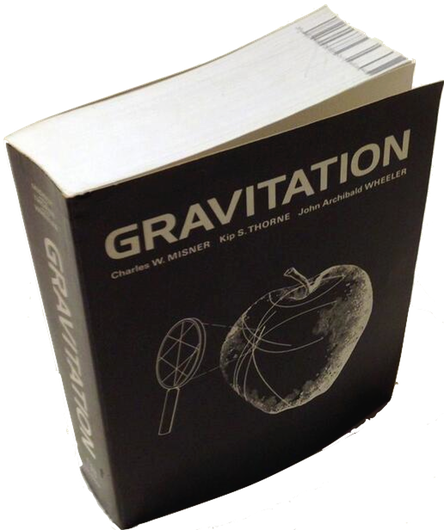 GRAVITATION
Charles W. MISNER Kip S. THORNE John Archibald WHEELER
GRAVITATION